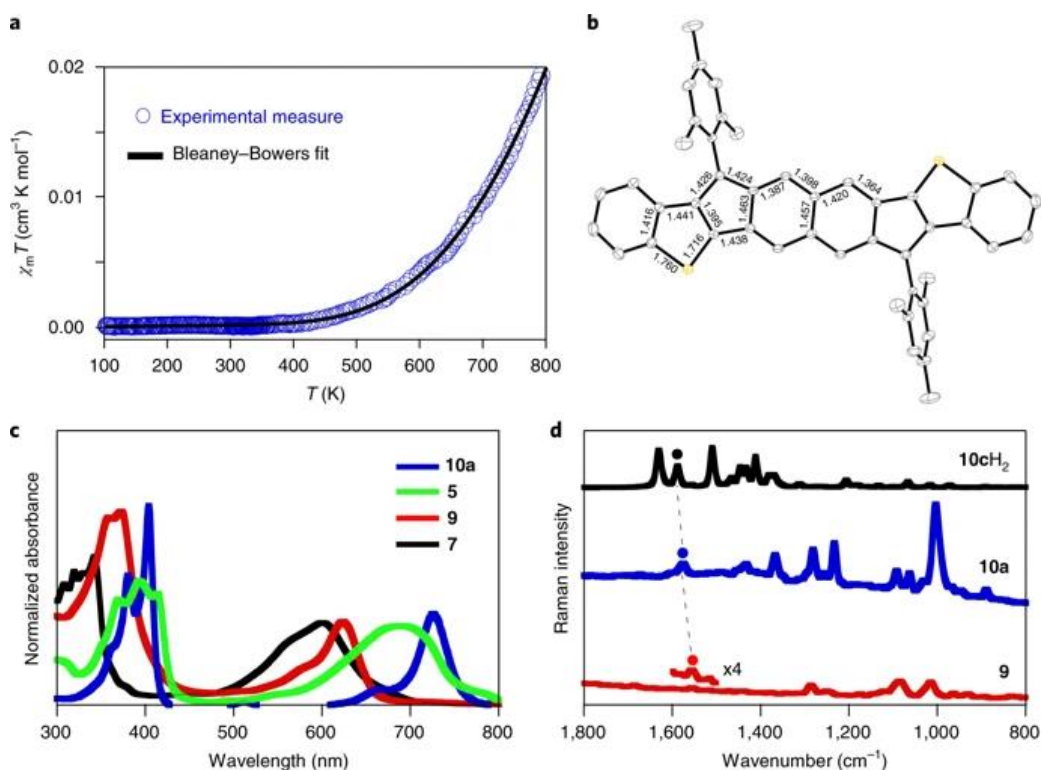 a
χmT (cm³ K mol⁻¹)
0.02
0.01
0.00
Experimental measure
Bleaney–Bowers fit
100 200 300 400 500 600 700 800
T (K)
b
1.426
1.424
1.398
1.387
1.364
1.420
1.416
1.441
1.395
1.463
1.457
1.716
1.438
1.760
c
Normalized absorbance
10a
5
9
7
300 400 500 600 700 800
Wavelength (nm)
d
Raman intensity
10cH₂
10a
x4
9
1,800 1,600 1,400 1,200 1,000 800
Wavenumber (cm⁻¹)